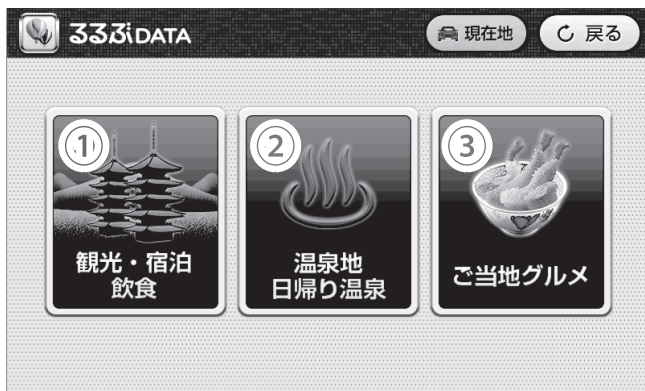 るるぶDATA
現在地
戻る
①
観光・宿泊
飲食
②
温泉地
日帰り温泉
③
ご当地グルメ